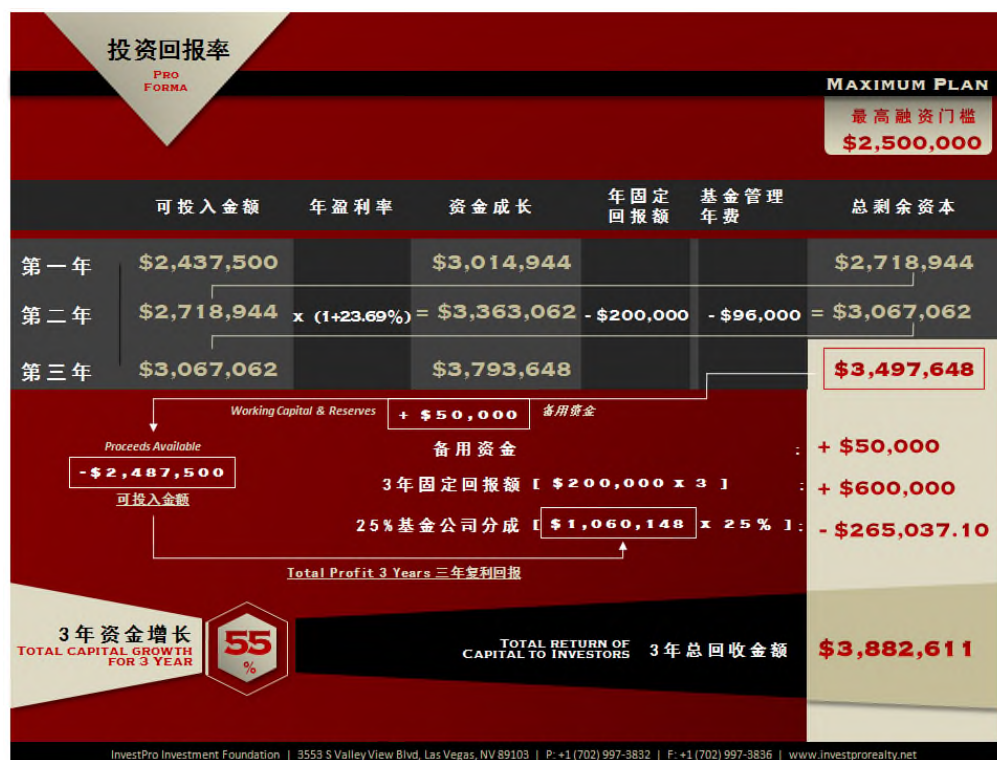 投资回报率
PRO
FORMA
MAXIMUM PLAN
最高融资门槛
$2,500,000
可投入金额 年盈利率 资金成长 年固定回报额 基金管理年费 总剩余资本
第一年 $2,437,500 $3,014,944 $2,718,944
第二年 $2,718,944 x (1+23.69%) = $3,363,062 - $200,000 - $96,000 = $3,067,062
第三年 $3,067,062 $3,793,648 $3,497,648
Working Capital & Reserves + $50,000 备用资金
Proceeds Available
-$2,487,500
可投入金额
备用资金 : + $50,000
3年固定回报额 [ $200,000 x 3 ] : + $600,000
25%基金公司分成 [ $1,060,148 x 25% ]: - $265,037.10
Total Profit 3 Years 三年复利回报
3年资金增长
TOTAL CAPITAL GROWTH
FOR 3 YEAR
55
%
TOTAL RETURN OF
CAPITAL TO INVESTORS
3年总回收金额 $3,882,611
InvestPro Investment Foundation | 3553 S Valley View Blvd, Las Vegas, NV 89103 | P: +1 (702) 997-3832 | F: +1 (702) 997-3836 | www.investprorealty.net